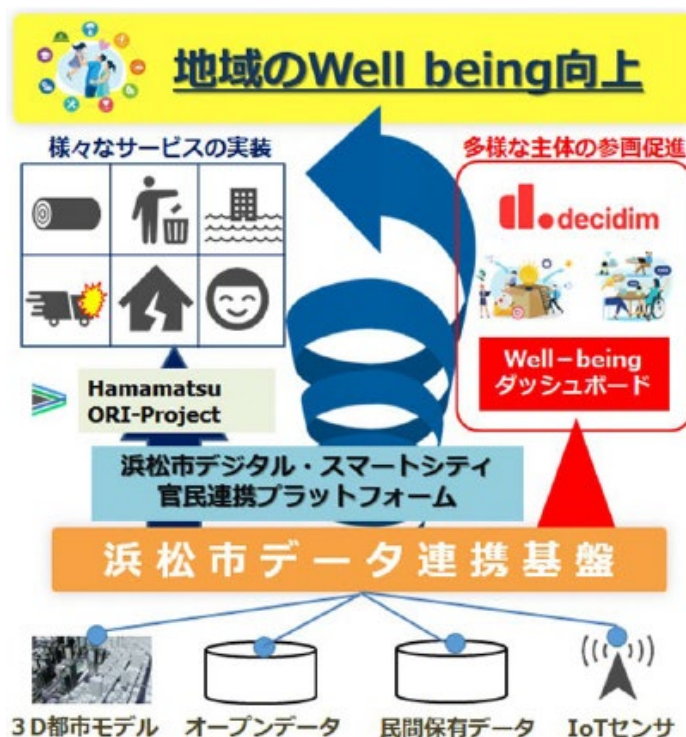 地域のWell being向上
様々なサービスの実装
多様な主体の参画促進
d.decidim
Well－being
ダッシュボード
Hamamatsu
ORI-Project
浜松市デジタル・スマートシティ
官民連携プラットフォーム
浜松市データ連携基盤
3D都市モデル
オープンデータ
民間保有データ
IoTセンサ